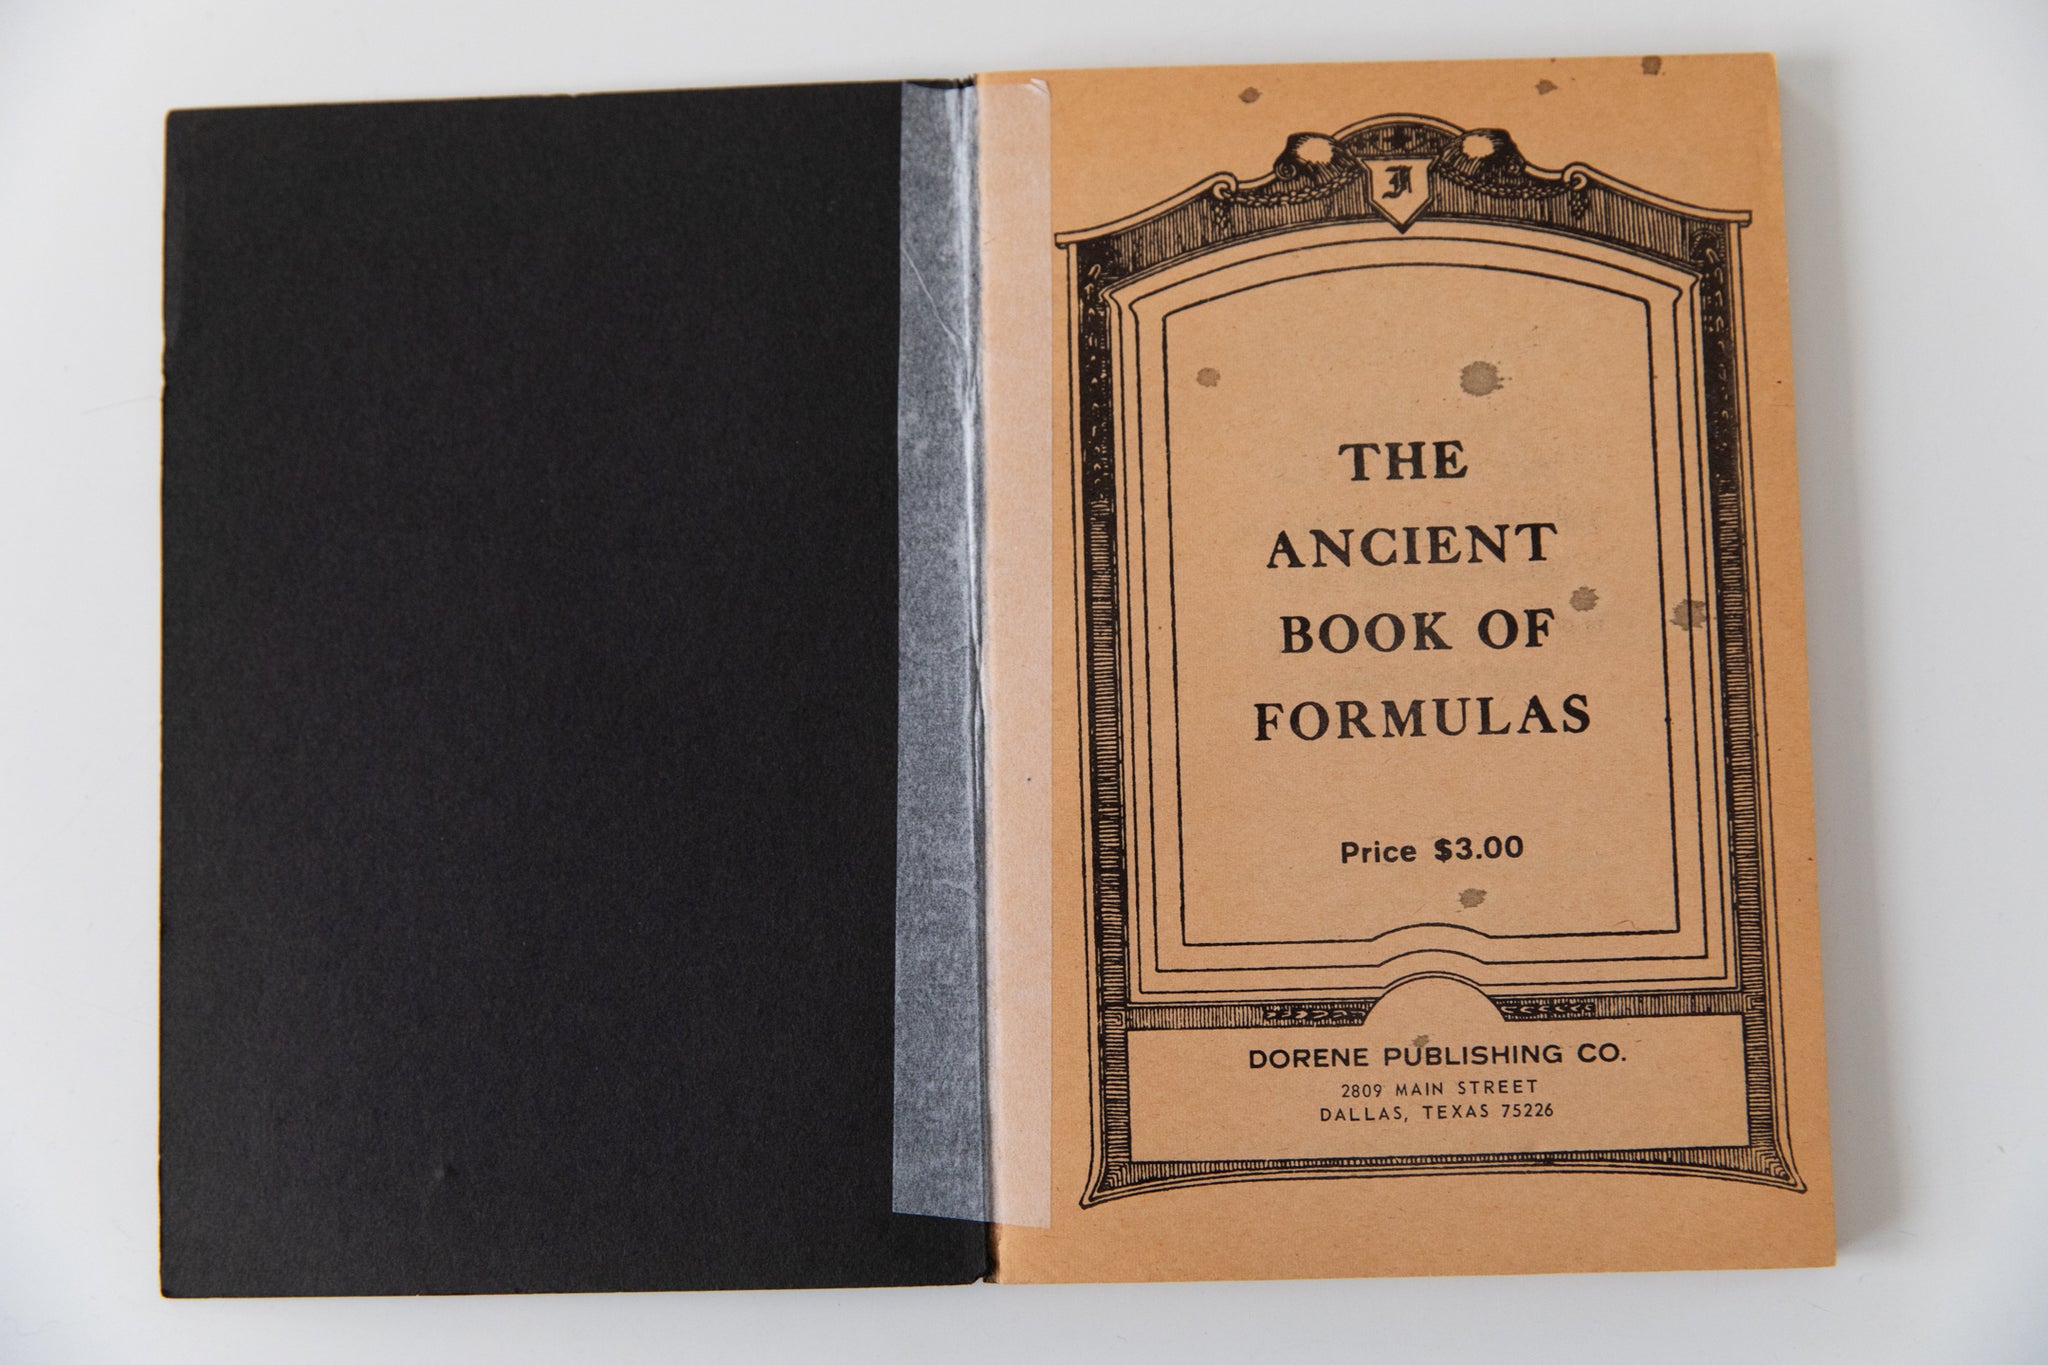 THE
ANCIENT
BOOK OF
FORMULAS
Price $3.00
DORENE PUBLISHING CO.
2809 MAIN STREET
DALLAS, TEXAS 75226